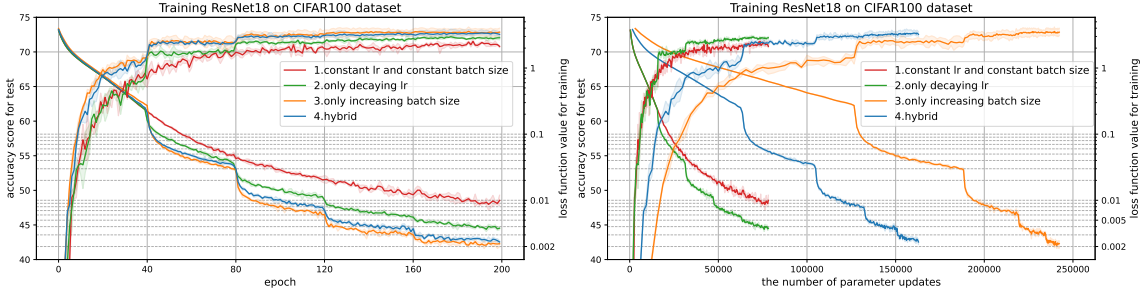 Training ResNet18 on CIFAR100 dataset
75
70
65
60
55
50
45
40
accuracy score for test
1
0.1
0.01
0.002
loss function value for training
1.constant lr and constant batch size
2.only decaying lr
3.only increasing batch size
4.hybrid
0
40
80
120
160
200
epoch
Training ResNet18 on CIFAR100 dataset
75
70
65
60
55
50
45
40
accuracy score for test
1
0.1
0.01
0.005
0.002
loss function value for training
1.constant lr and constant batch size
2.only decaying lr
3.only increasing batch size
4.hybrid
0
50000
100000
150000
200000
250000
the number of parameter updates